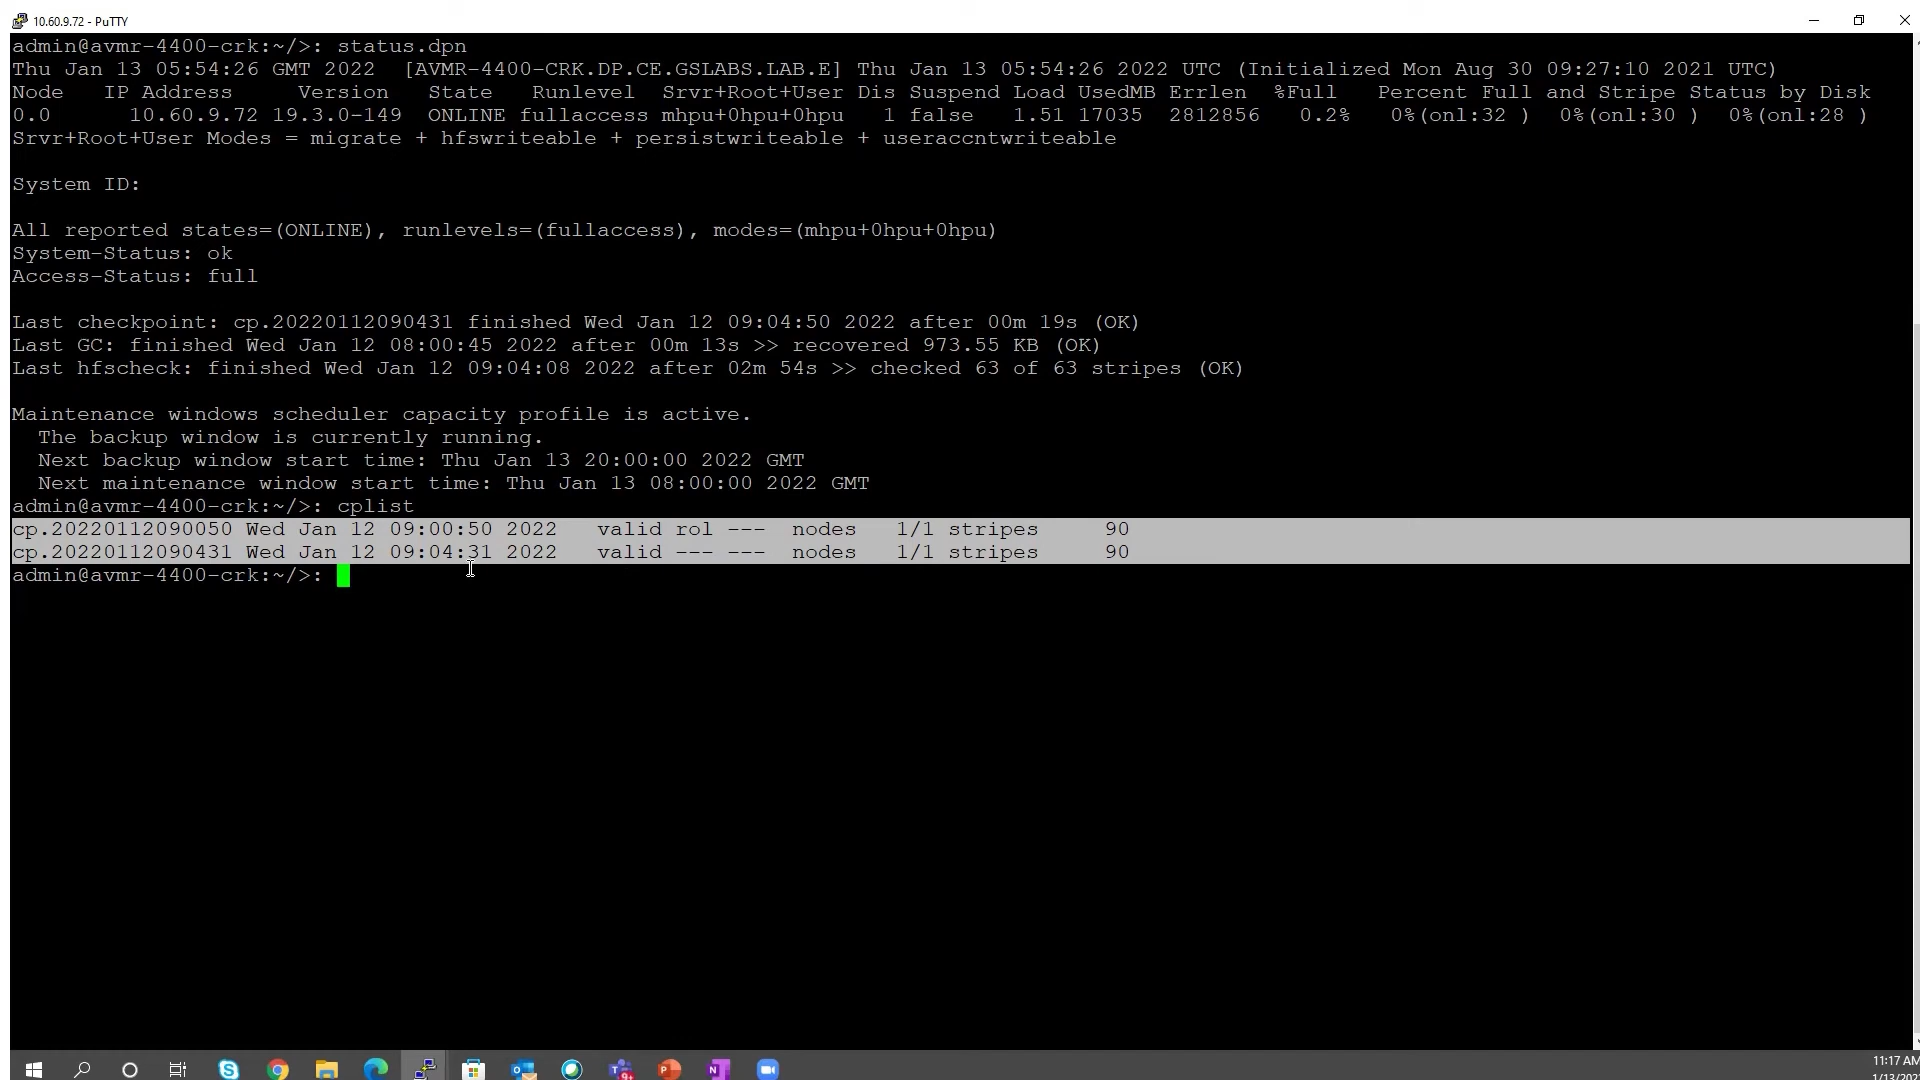 10.60.9.72 - PuTTY
admin@avmr-4400-crk:~/>: status.dpn
Thu Jan 13 05:54:26 GMT 2022  [AVMR-4400-CRK.DP.CE.GSLABS.LAB.E] Thu Jan 13 05:54:26 2022 UTC (Initialized Mon Aug 30 09:27:10 2021 UTC)
Node   IP Address     Version   State   Runlevel  Srvr+Root+User Dis Suspend Load UsedMB Errlen  %Full   Percent Full and Stripe Status by Disk
0.0      10.60.9.72 19.3.0-149  ONLINE fullaccess mhpu+0hpu+0hpu   1 false   1.51 17035  2812856   0.2%   0%(onl:32 )  0%(onl:30 )  0%(onl:28 )
Srvr+Root+User Modes = migrate + hfswriteable + persistwriteable + useraccntwriteable
System ID:
All reported states=(ONLINE), runlevels=(fullaccess), modes=(mhpu+0hpu+0hpu)
System-Status: ok
Access-Status: full
Last checkpoint: cp.20220112090431 finished Wed Jan 12 09:04:50 2022 after 00m 19s (OK)
Last GC: finished Wed Jan 12 08:00:45 2022 after 00m 13s >> recovered 973.55 KB (OK)
Last hfscheck: finished Wed Jan 12 09:04:08 2022 after 02m 54s >> checked 63 of 63 stripes (OK)
Maintenance windows scheduler capacity profile is active.
The backup window is currently running.
Next backup window start time: Thu Jan 13 20:00:00 2022 GMT
Next maintenance window start time: Thu Jan 13 08:00:00 2022 GMT
admin@avmr-4400-crk:~/>: cplist
cp.20220112090050 Wed Jan 12 09:00:50 2022   valid rol ---  nodes   1/1 stripes     90
cp.20220112090431 Wed Jan 12 09:04:31 2022   valid --- ---  nodes   1/1 stripes     90
admin@avmr-4400-crk:~/>:
11:17 AM